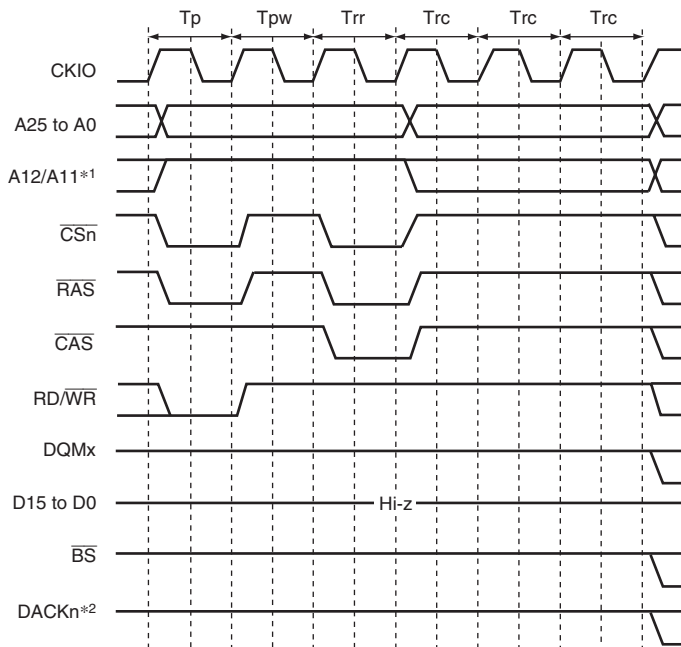 Tp Tpw Trr Trc Trc Trc
CKIO
A25 to A0
A12/A11*1
CSn
RAS
CAS
RD/WR
DQMx
D15 to D0 Hi-z
BS
DACKn*2